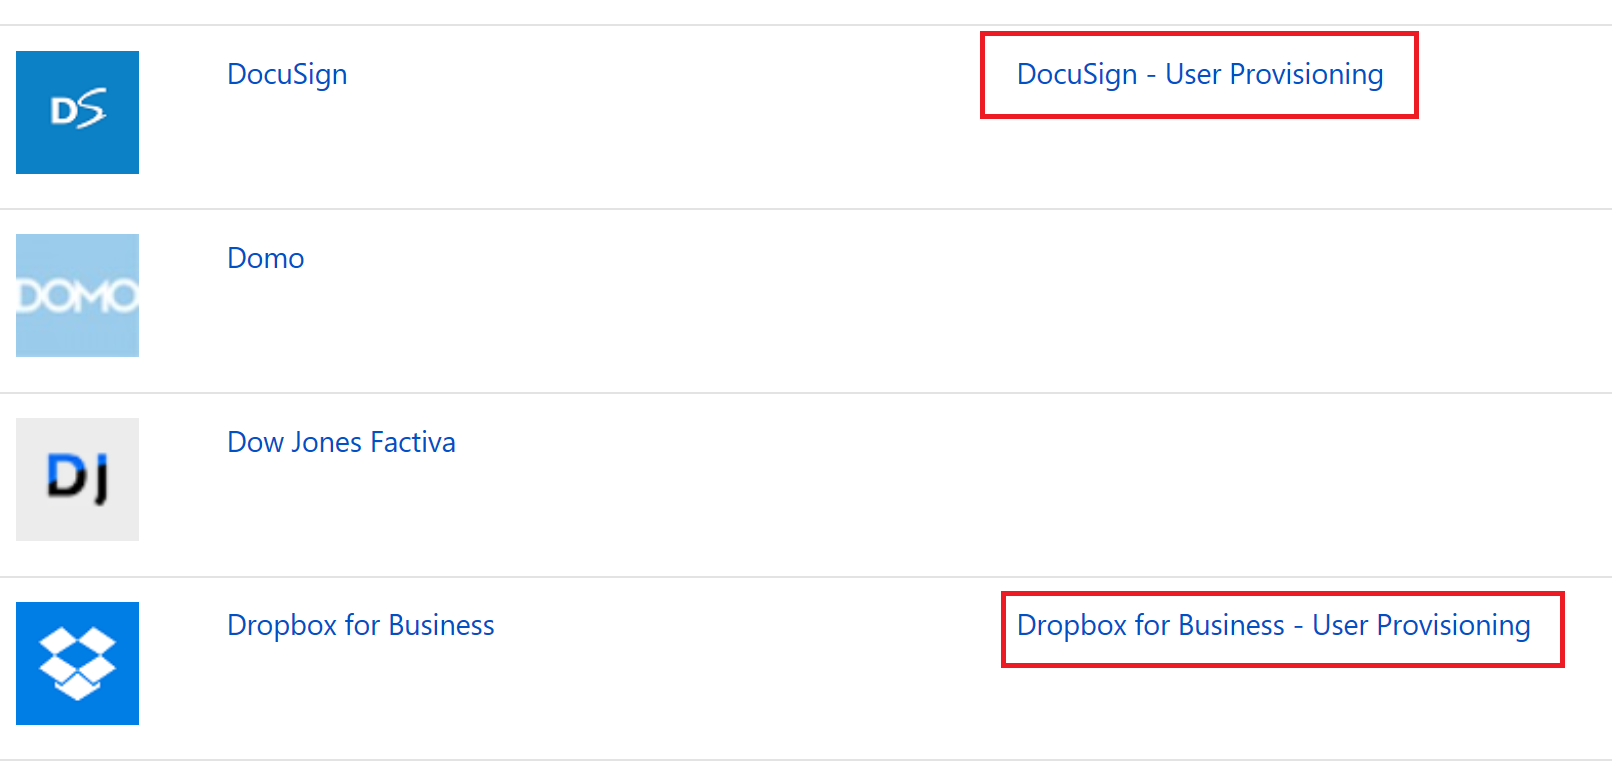 DS
DocuSign
DocuSign - User Provisioning
DOMO
Domo
DJ
Dow Jones Factiva
Dropbox for Business
Dropbox for Business - User Provisioning